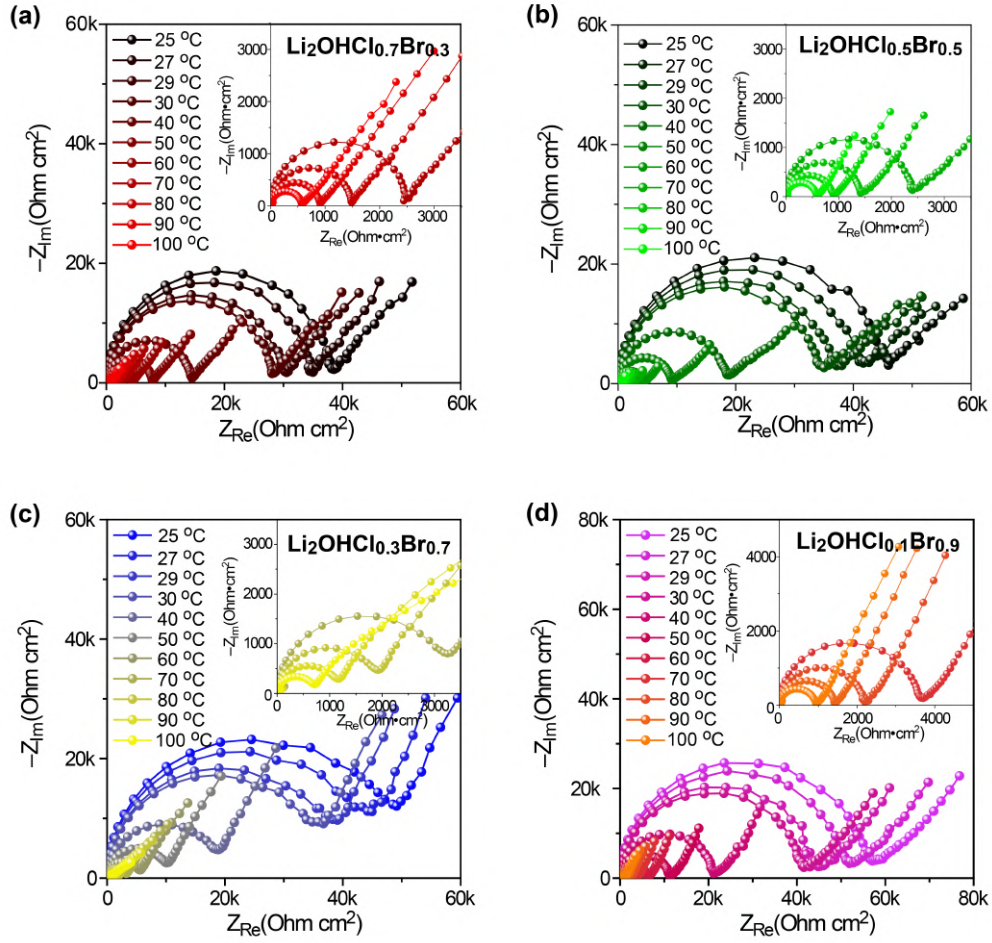 (a)
Li2OHCl0.7Br0.3
25 °C
27 °C
29 °C
30 °C
40 °C
50 °C
60 °C
70 °C
80 °C
90 °C
100 °C
60k
40k
20k
0
−ZIm(Ohm cm²)
0 20k 40k 60k
ZRe(Ohm cm²)
3000
2000
1000
0
−ZIm(Ohm•cm²)
0 1000 2000 3000
ZRe(Ohm•cm²)
(b)
Li2OHCl0.5Br0.5
25 °C
27 °C
29 °C
30 °C
40 °C
50 °C
60 °C
70 °C
80 °C
90 °C
100 °C
60k
40k
20k
0
−ZIm(Ohm cm²)
0 20k 40k 60k
ZRe(Ohm cm²)
3000
2000
1000
0
−ZIm(Ohm•cm²)
0 1000 2000 3000
ZRe(Ohm•cm²)
(c)
Li2OHCl0.3Br0.7
25 °C
27 °C
29 °C
30 °C
40 °C
50 °C
60 °C
70 °C
80 °C
90 °C
100 °C
60k
40k
20k
0
−ZIm(Ohm cm²)
0 20k 40k 60k
ZRe(Ohm cm²)
3000
2500
2000
1500
1000
500
0
−ZIm(Ohm•cm²)
0 1000 2000 3000
ZRe(Ohm•cm²)
(d)
Li2OHCl0.1Br0.9
25 °C
27 °C
29 °C
30 °C
40 °C
50 °C
60 °C
70 °C
80 °C
90 °C
100 °C
80k
60k
40k
20k
0
−ZIm(Ohm cm²)
0 20k 40k 60k 80k
ZRe(Ohm cm²)
4000
2000
0
−ZIm(Ohm•cm²)
0 2000 4000
ZRe(Ohm•cm²)